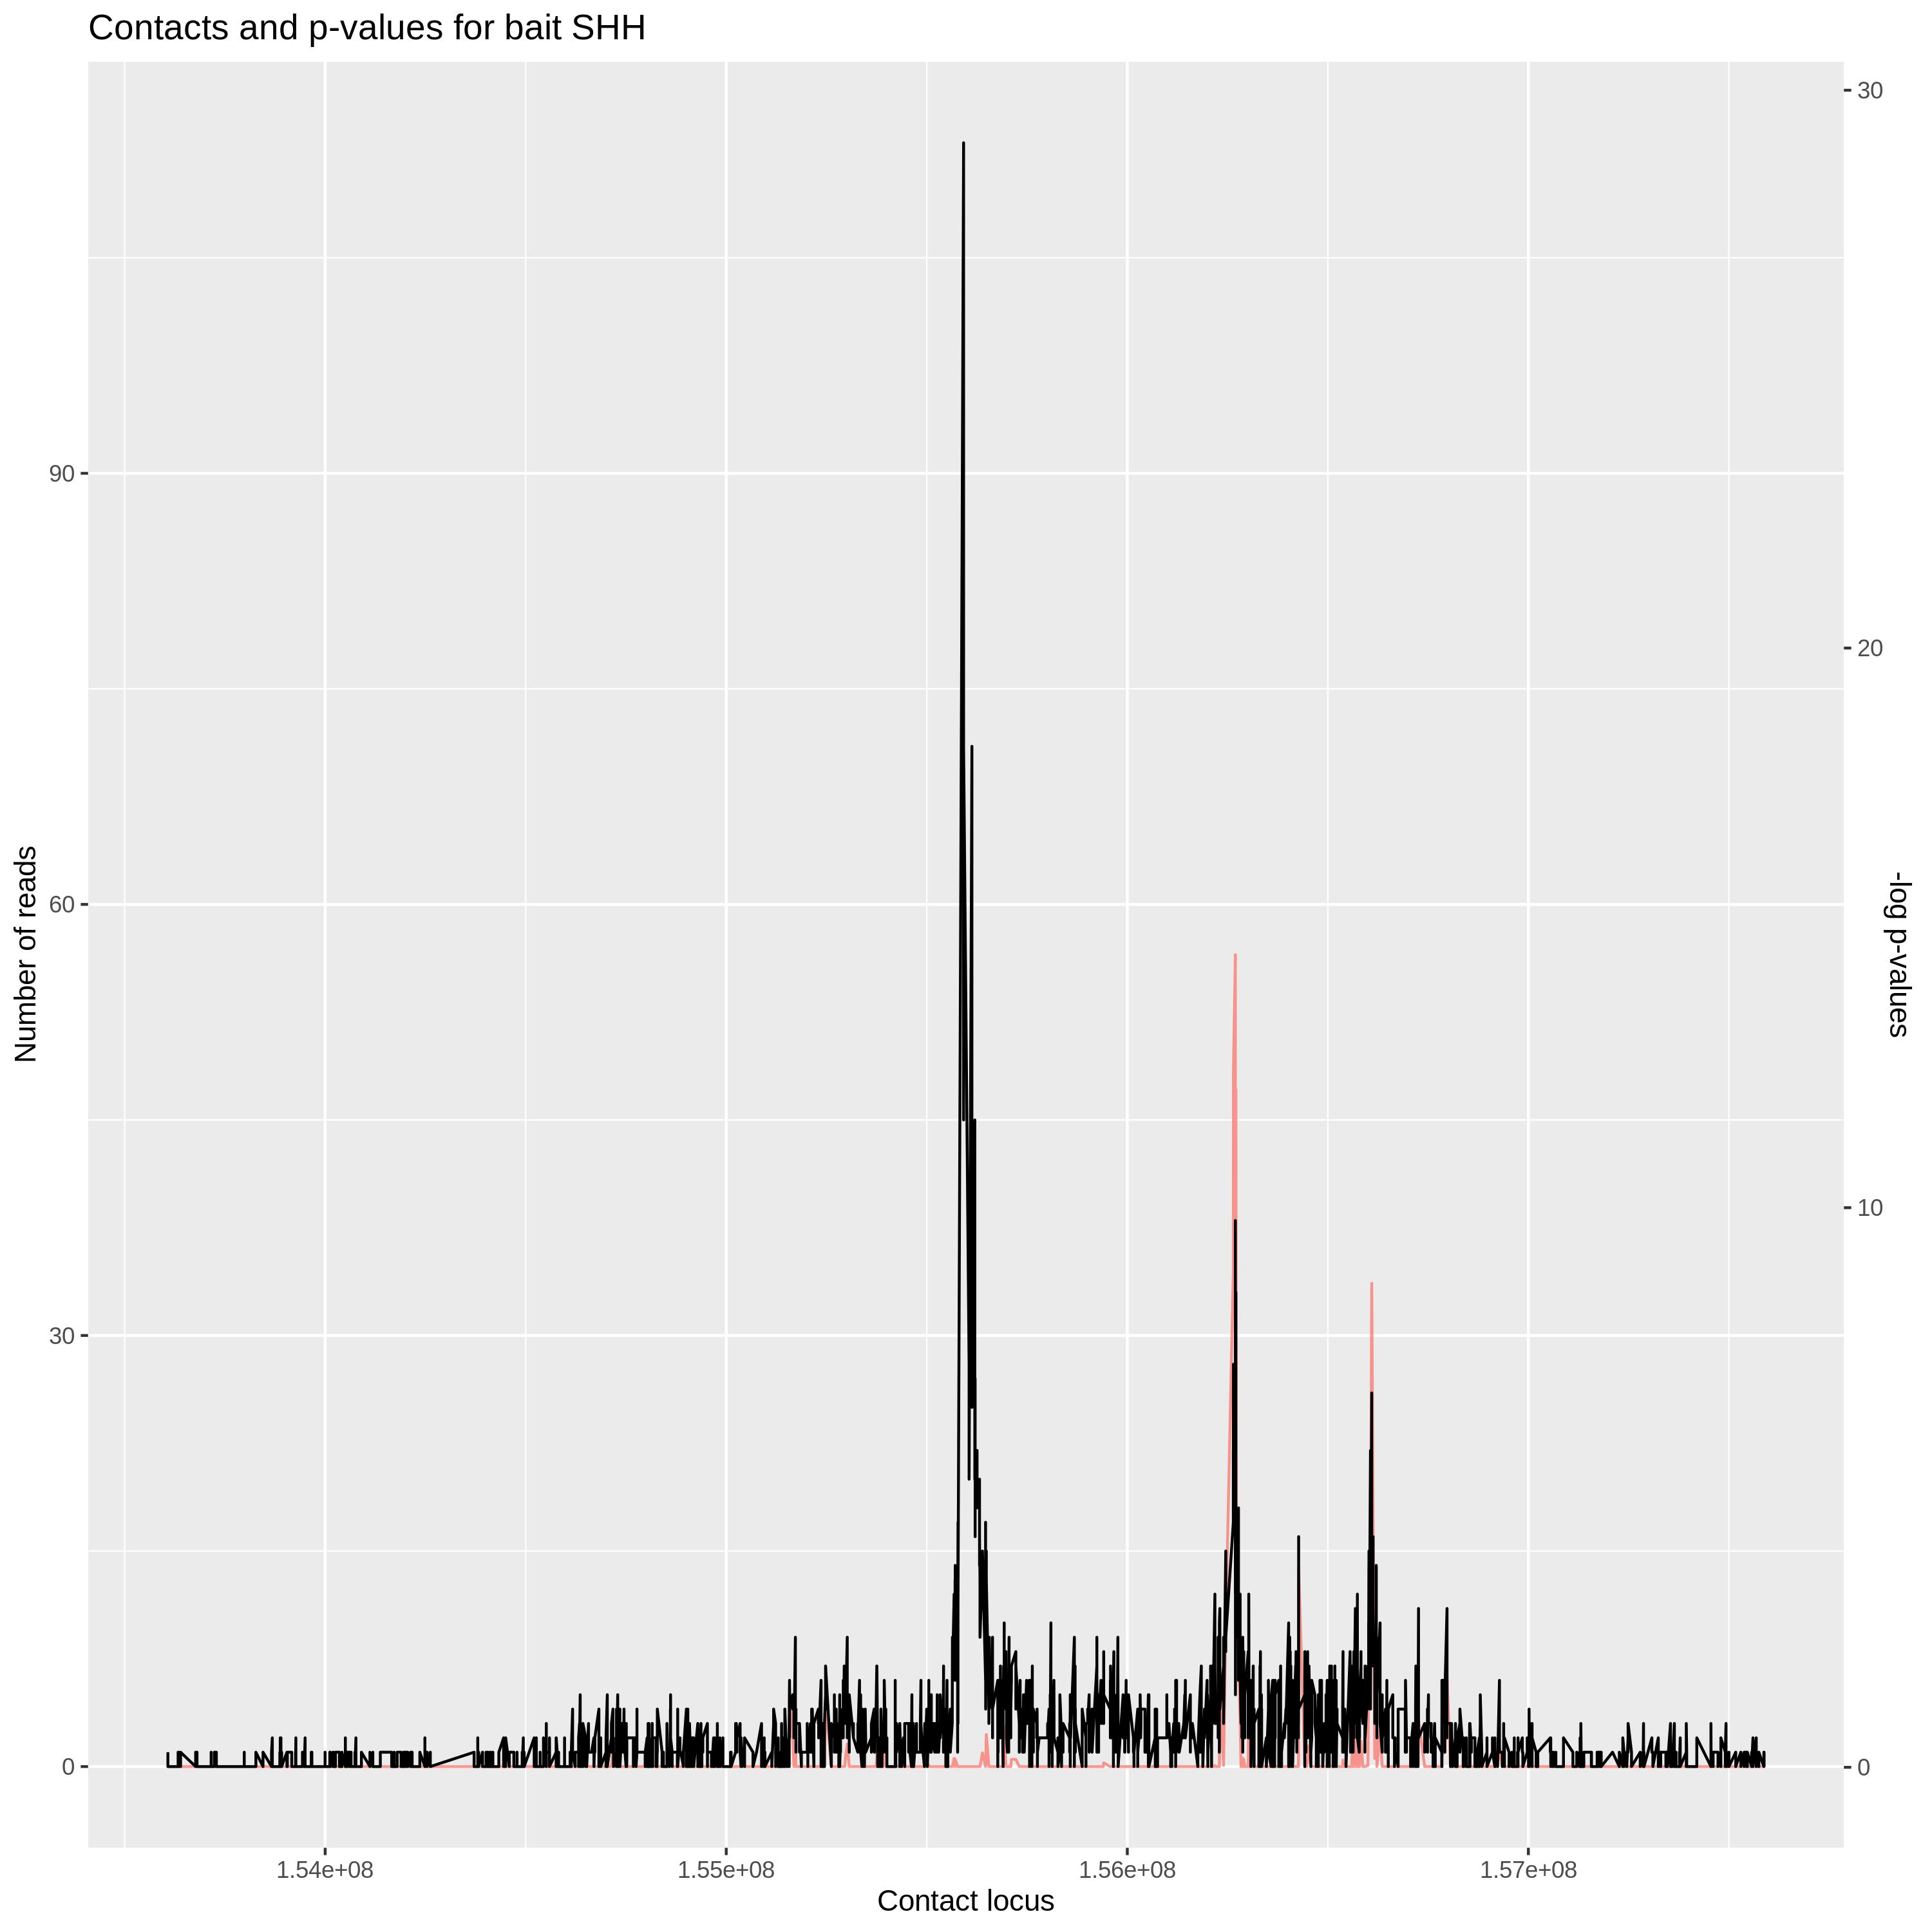 Contacts and p-values for bait SHH
30
90
20
60
10
30
0
0
Number of reads
-log p-values
1.54e+08
1.55e+08
1.56e+08
1.57e+08
Contact locus